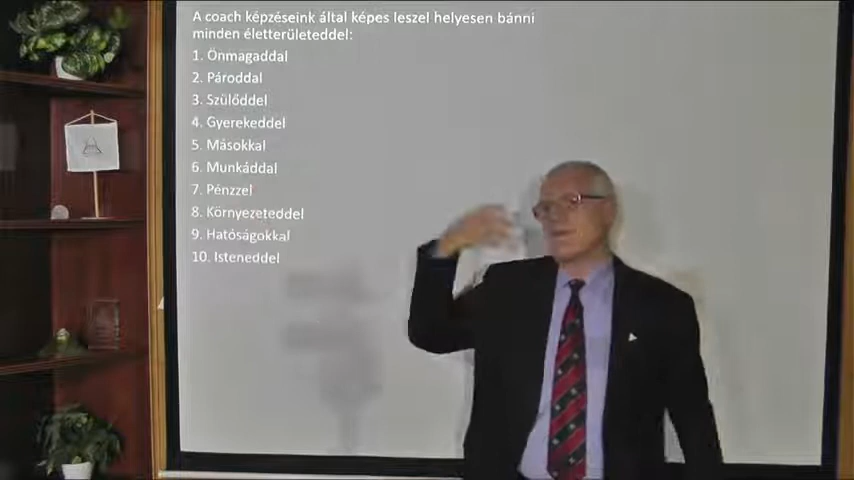 A coach képzéseink által képes leszel helyesen bánni
minden életterületeddel:
1. Önmagaddal
2. Pároddal
3. Szülőddel
4. Gyerekeddel
5. Másokkal
6. Munkáddal
7. Pénzzel
8. Környezeteddel
9. Hatóságokkal
10. Isteneddel